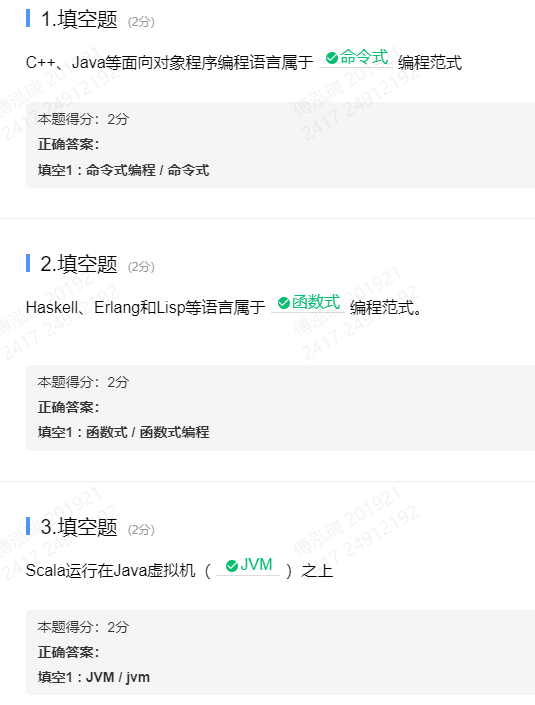 1.填空题 (2分)
C++、Java等面向对象程序编程语言属于 命令式 编程范式
本题得分：2分
正确答案：
填空1 : 命令式编程 / 命令式
2.填空题 (2分)
Haskell、Erlang和Lisp等语言属于 函数式 编程范式。
本题得分：2分
正确答案：
填空1 : 函数式 / 函数式编程
3.填空题 (2分)
Scala运行在Java虚拟机（ JVM ）之上
本题得分：2分
正确答案：
填空1 : JVM / jvm
傅泓瑞 201921
2417 24912192